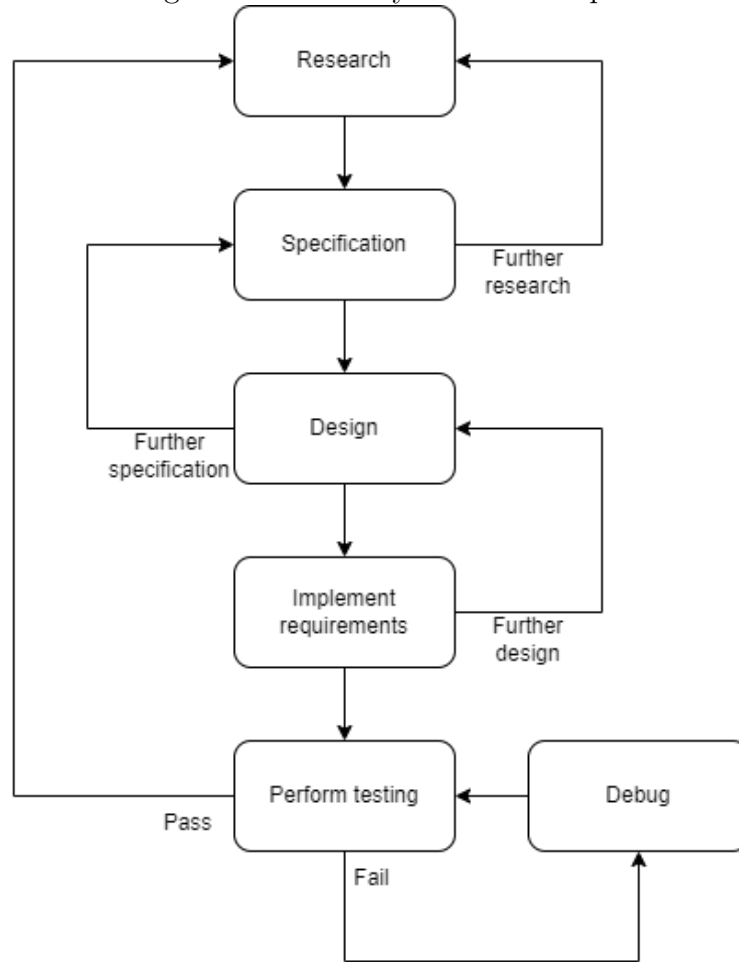 Research
Specification
Further
research
Design
Further
specification
Implement
requirements
Further
design
Perform testing
Debug
Pass
Fail